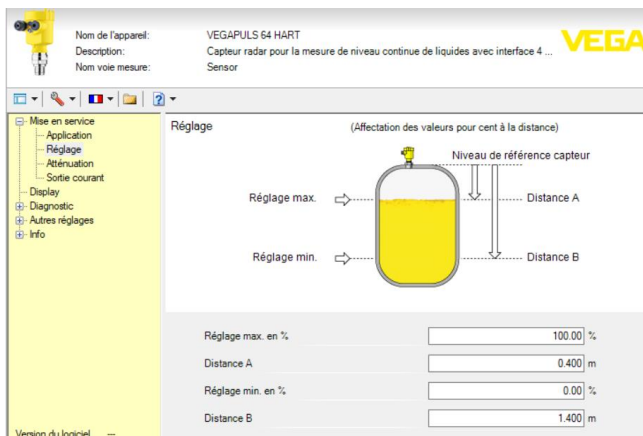 Nom de l'appareil: VEGAPULS 64 HART
Description: Capteur radar pour la mesure de niveau continue de liquides avec interface 4 ...
Nom voie mesure: Sensor
VEGA
Mise en service
Application
Réglage
Atténuation
Sortie courant
Display
Diagnostic
Autres réglages
Info
Réglage (Affectation des valeurs pour cent à la distance)
Niveau de référence capteur
Réglage max. Distance A
Réglage min. Distance B
Réglage max. en % 100.00 %
Distance A 0.400 m
Réglage min. en % 0.00 %
Distance B 1.400 m
Version du logiciel ---